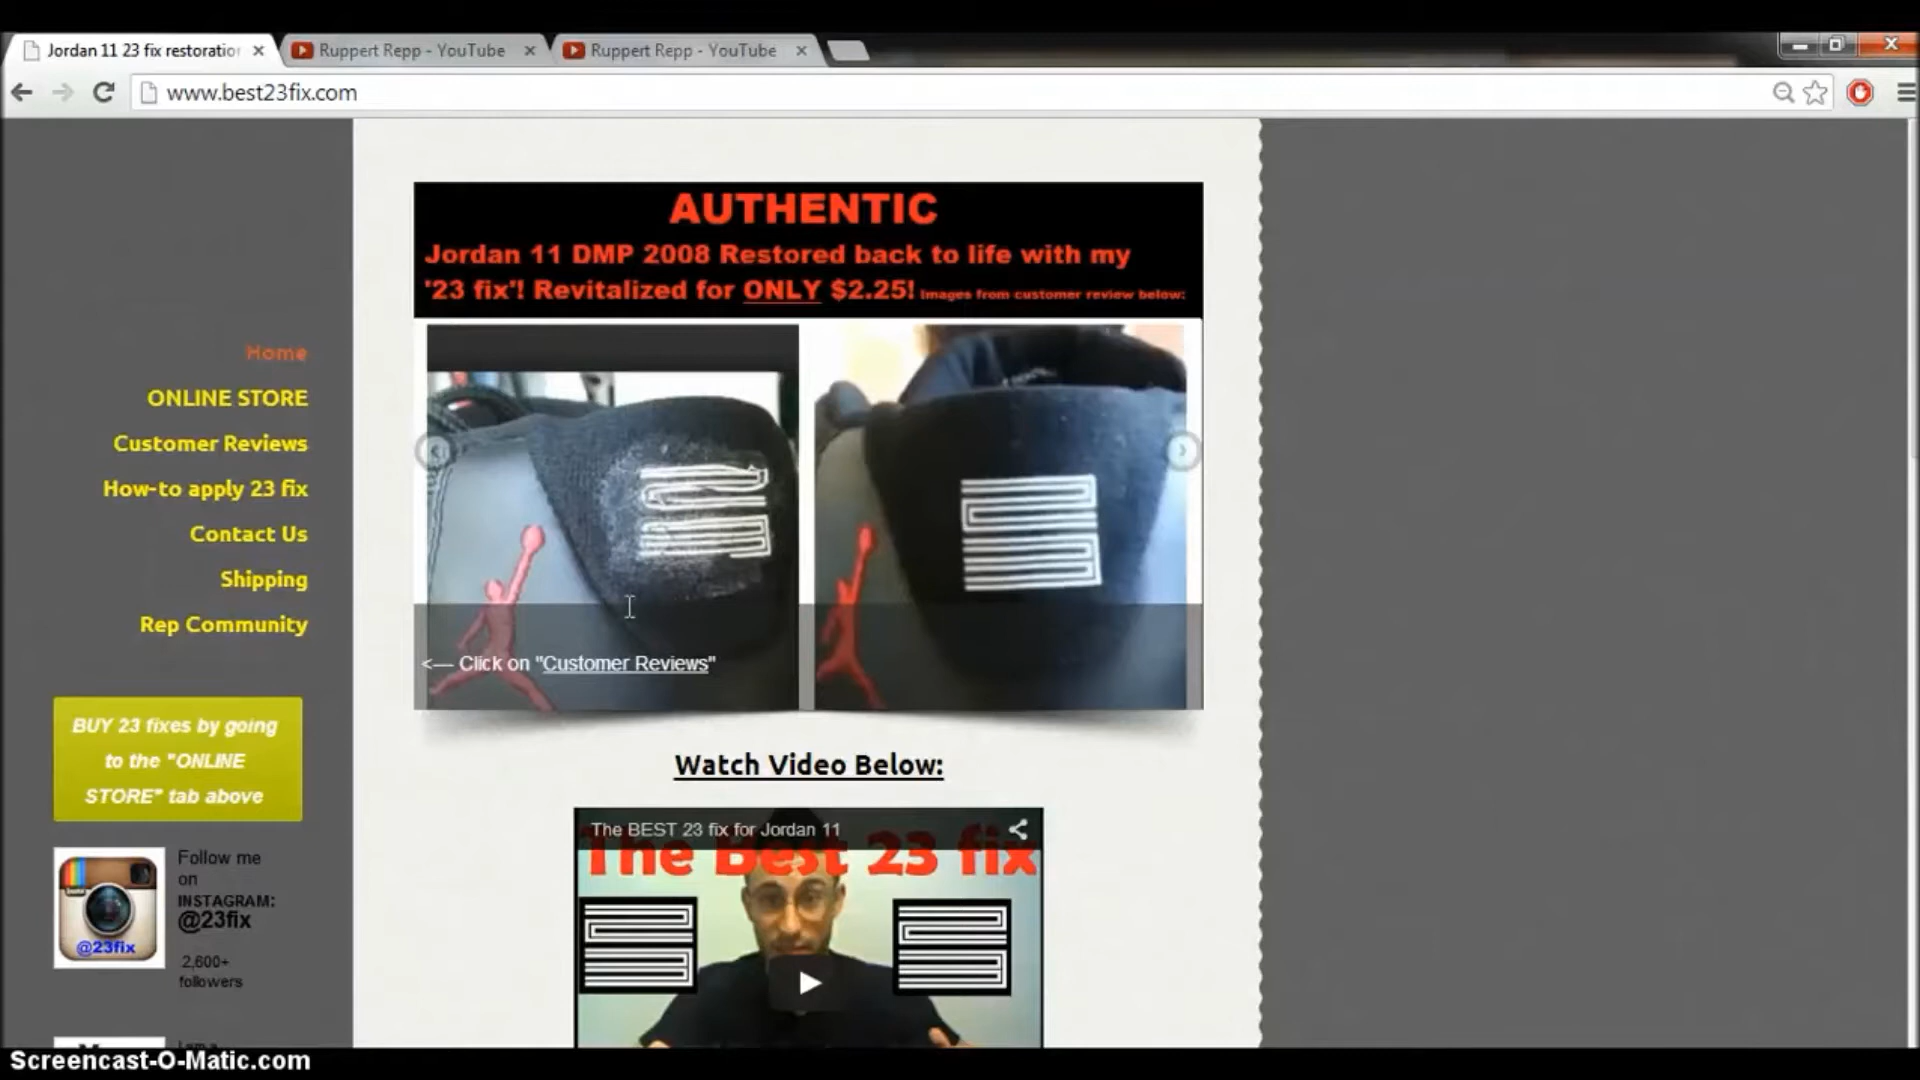 Jordan 11 23 fix restoration
Ruppert Repp - YouTube
Ruppert Repp - YouTube
www.best23fix.com
AUTHENTIC
Jordan 11 DMP 2008 Restored back to life with my
'23 fix'! Revitalized for ONLY $2.25! Images from customer review below:
Home
ONLINE STORE
Customer Reviews
How-to apply 23 fix
Contact Us
Shipping
Rep Community
<— Click on "Customer Reviews"
BUY 23 fixes by going
to the "ONLINE
STORE" tab above
Watch Video Below:
The BEST 23 fix for Jordan 11
The Best 23 fix
Follow me
on
INSTAGRAM:
@23fix
@23fix
2,600+
followers
Screencast-O-Matic.com